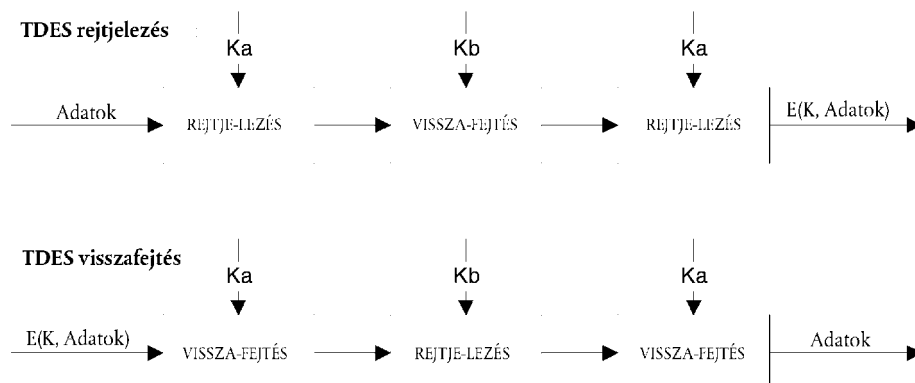 TDES rejtjelezés
Ka Kb Ka
Adatok REJTJE-LEZÉS VISSZA-FEJTÉS REJTJE-LEZÉS E(K, Adatok)
TDES visszafejtés
Ka Kb Ka
E(K, Adatok) VISSZA-FEJTÉS REJTJE-LEZÉS VISSZA-FEJTÉS Adatok